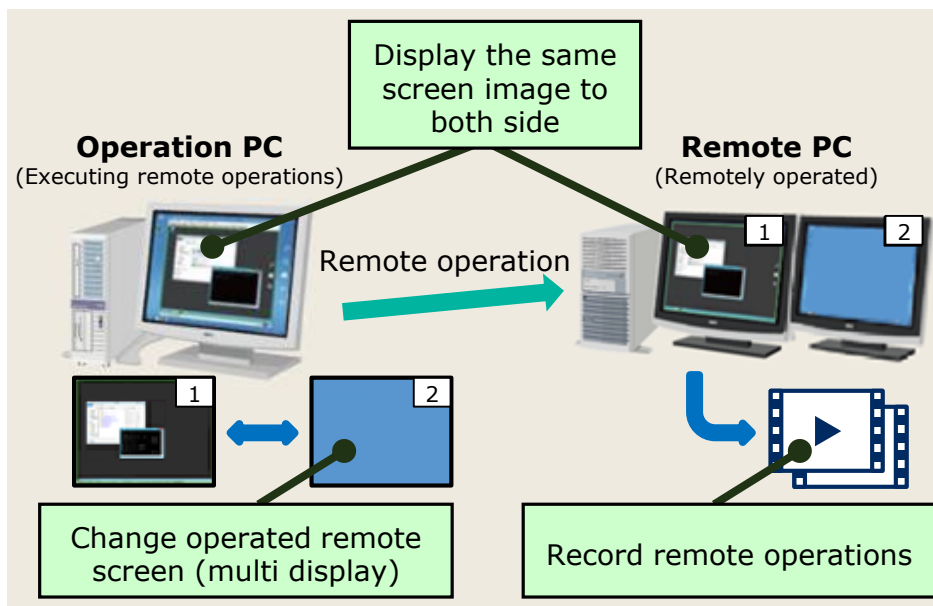 Display the same
screen image to
both side
Operation PC
(Executing remote operations)
Remote PC
(Remotely operated)
1
2
Remote operation
1
2
Change operated remote
screen (multi display)
Record remote operations